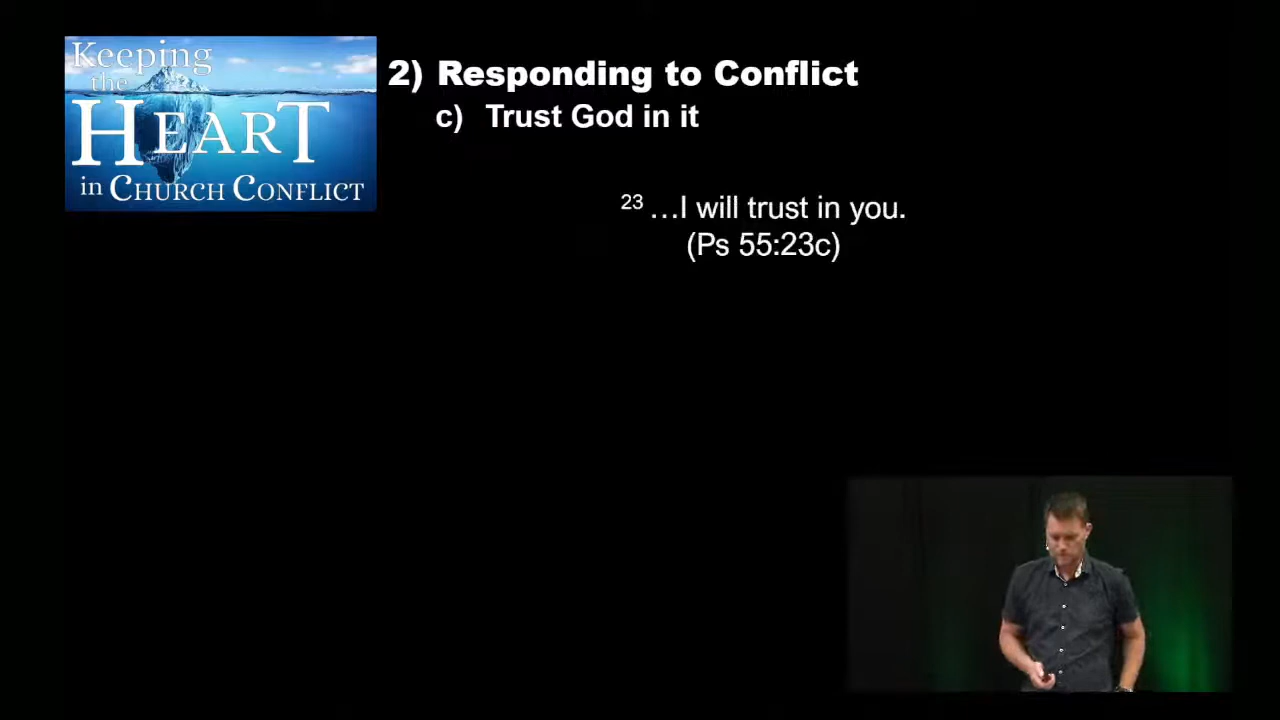 Keeping
the
HEART
in CHURCH CONFLICT
2) Responding to Conflict
c) Trust God in it
23 …I will trust in you.
(Ps 55:23c)